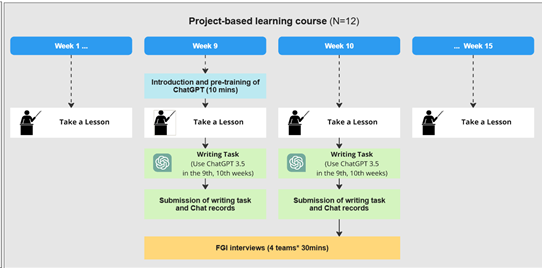 Project-based learning course (N=12)
Week 1 ...
Week 9
Week 10
... Week 15
Introduction and pre-training of
ChatGPT (10 mins)
Take a Lesson
Take a Lesson
Take a Lesson
Take a Lesson
Writing Task
(Use ChatGPT 3.5
in the 9th, 10th weeks)
Writing Task
(Use ChatGPT 3.5
in the 9th, 10th weeks)
Submission of writing task
and Chat records
Submission of writing task
and Chat records
FGI interviews (4 teams* 30mins)